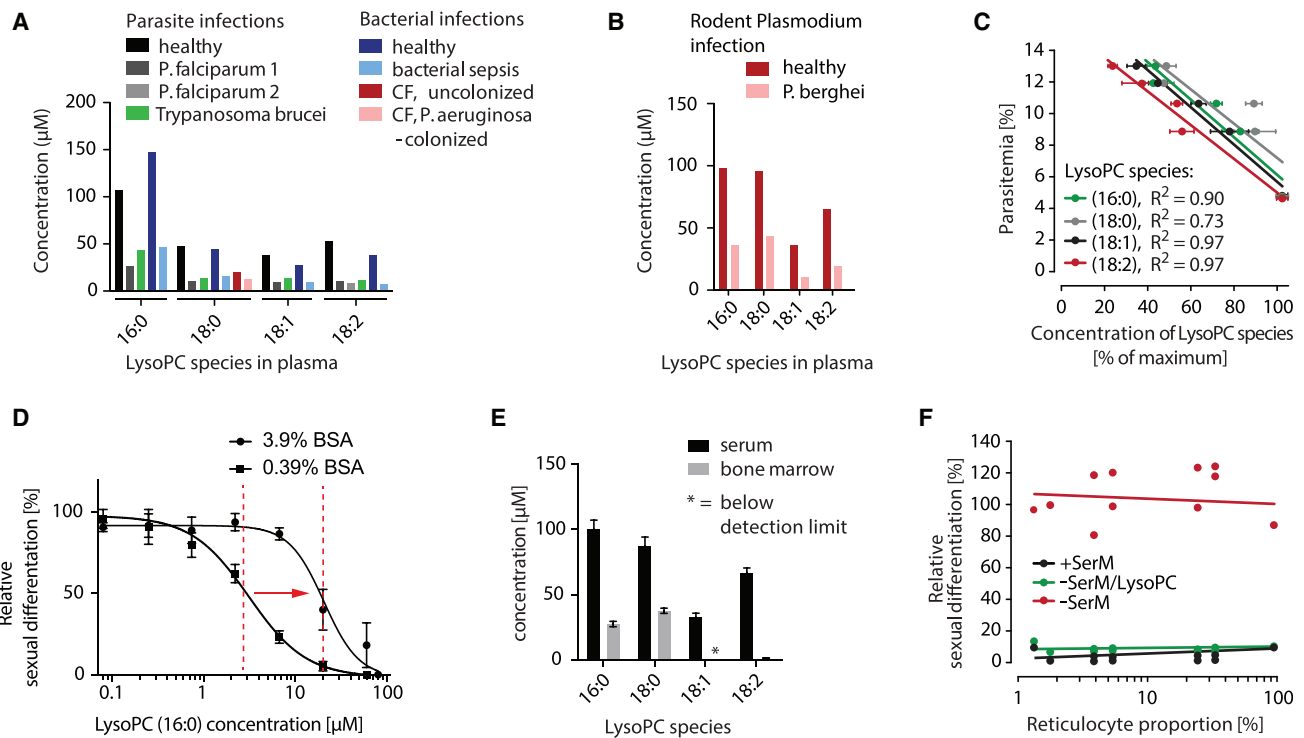 A
Parasite infections
healthy
P. falciparum 1
P. falciparum 2
Trypanosoma brucei
Bacterial infections
healthy
bacterial sepsis
CF, uncolonized
CF, P. aeruginosa
-colonized
Concentration (µM)
200
150
100
50
0
16:0
18:0
18:1
18:2
LysoPC species in plasma
B
Rodent Plasmodium
infection
healthy
P. berghei
Concentration (µM)
150
100
50
0
16:0
18:0
18:1
18:2
LysoPC species in plasma
C
Parasitemia [%]
14
12
10
8
6
4
2
0
LysoPC species:
(16:0), R² = 0.90
(18:0), R² = 0.73
(18:1), R² = 0.97
(18:2), R² = 0.97
0 20 40 60 80 100
Concentration of LysoPC species
[% of maximum]
D
3.9% BSA
0.39% BSA
Relative
sexual differentation [%]
100
50
0
0.1 1 10 100
LysoPC (16:0) concentration [µM]
E
serum
bone marrow
* = below
detection limit
concentration [µM]
150
100
50
0
*
16:0
18:0
18:1
18:2
LysoPC species
F
Relative
sexual differentiation [%]
140
120
100
80
60
40
20
0
+SerM
−SerM/LysoPC
−SerM
1 10 100
Reticulocyte proportion [%]